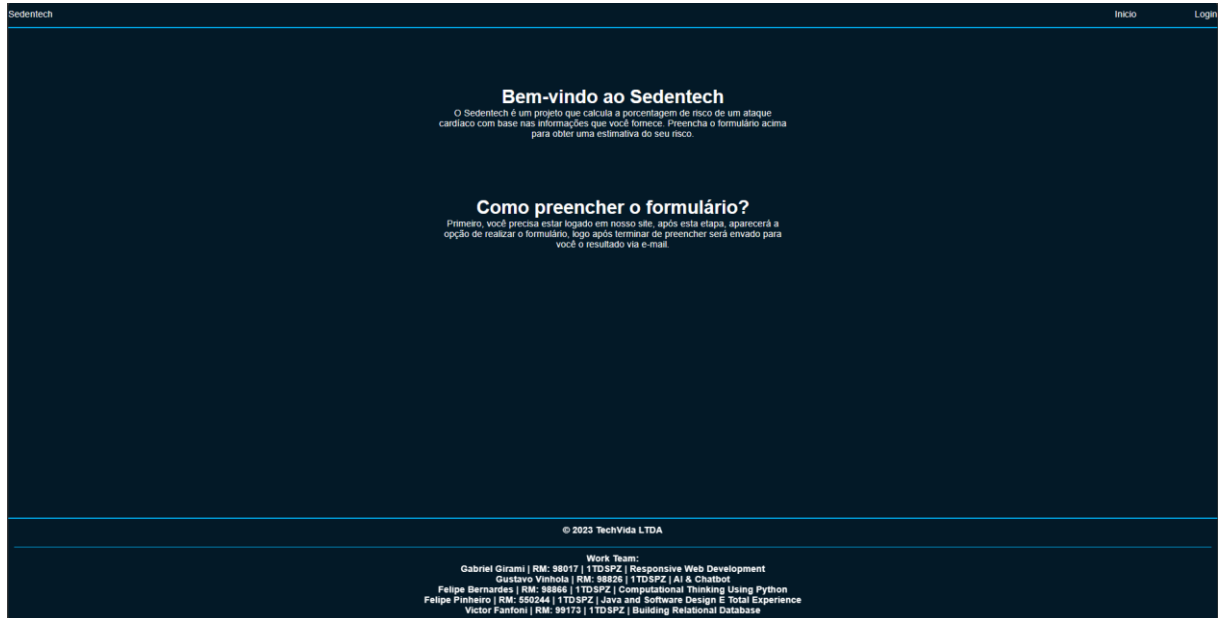 Sedentech
Inicio
Login
Bem-vindo ao Sedentech
O Sedentech é um projeto que calcula a porcentagem de risco de um ataque
cardíaco com base nas informações que você fornece. Preencha o formulário acima
para obter uma estimativa do seu risco.
Como preencher o formulário?
Primeiro, você precisa estar logado em nosso site, após esta etapa, aparecerá a
opção de realizar o formulário, logo após terminar de preencher será envado para
você o resultado via e-mail.
© 2023 TechVida LTDA
Work Team:
Gabriel Girami | RM: 98017 | 1TDSPZ | Responsive Web Development
Gustavo Vinhola | RM: 98826 | 1TDSPZ | AI & Chatbot
Felipe Bernardes | RM: 98866 | 1TDSPZ | Computational Thinking Using Python
Felipe Pinheiro | RM: 550244 | 1TDSPZ | Java and Software Design E Total Experience
Victor Fanfoni | RM: 99173 | 1TDSPZ | Building Relational Database